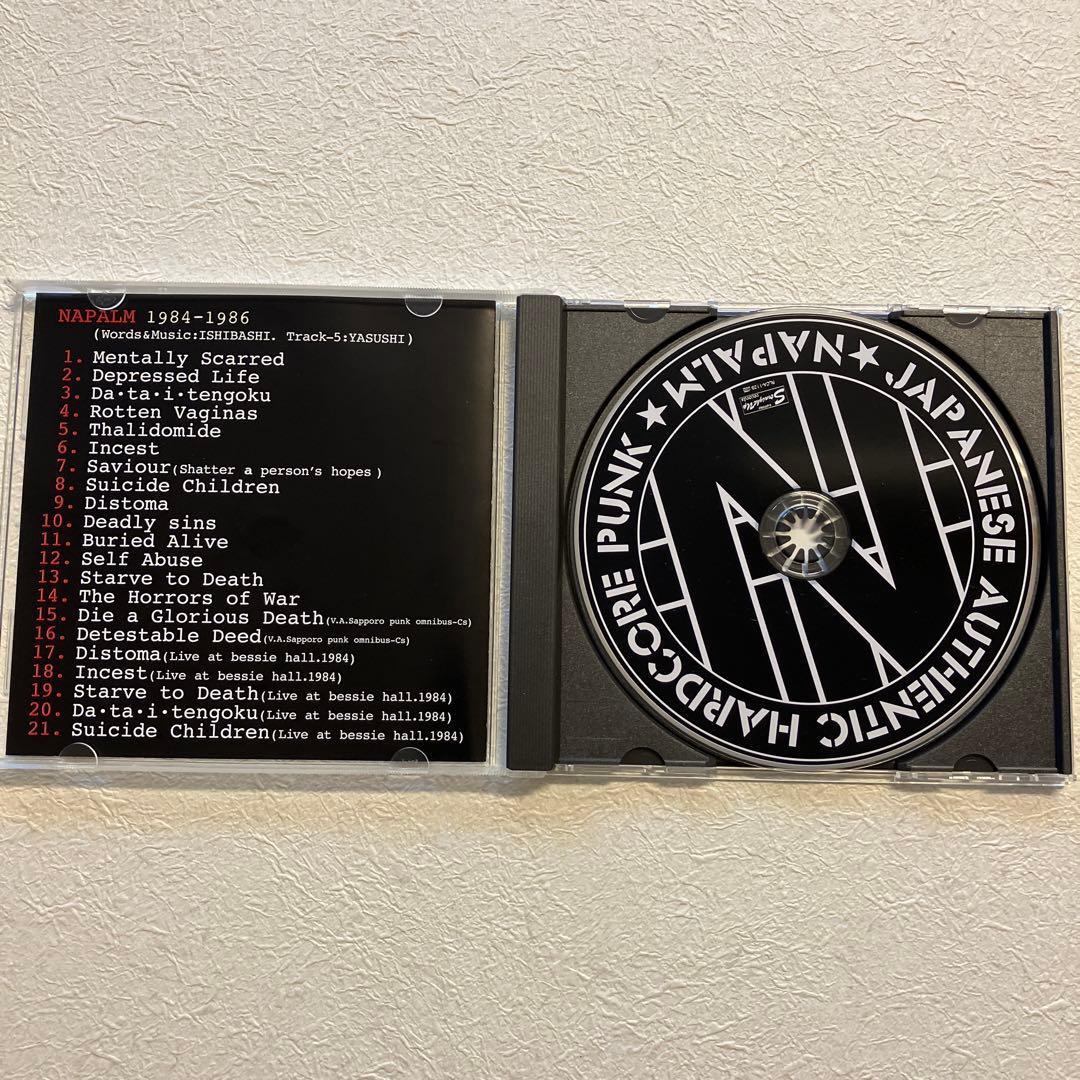 NAPALM 1984-1986
(Words&Music:ISHIBASHI. Track-5:YASUSHI)
1. Mentally Scarred
2. Depressed Life
3. Da・ta・i・tengoku
4. Rotten Vaginas
5. Thalidomide
6. Incest
7. Saviour(Shatter a person's hopes)
8. Suicide Children
9. Distoma
10. Deadly sins
11. Buried Alive
12. Self Abuse
13. Starve to Death
14. The Horrors of War
15. Die a Glorious Death(V.A.Sapporo punk omnibus-Cs)
16. Detestable Deed(V.A.Sapporo punk omnibus-Cs)
17. Distoma(Live at bessie hall.1984)
18. Incest(Live at bessie hall.1984)
19. Starve to Death(Live at bessie hall.1984)
20. Da・ta・i・tengoku(Live at bessie hall.1984)
21. Suicide Children(Live at bessie hall.1984)
★NAPALM★
JAPANESE AUTHENTIC HARDCORE PUNK
Straight Up